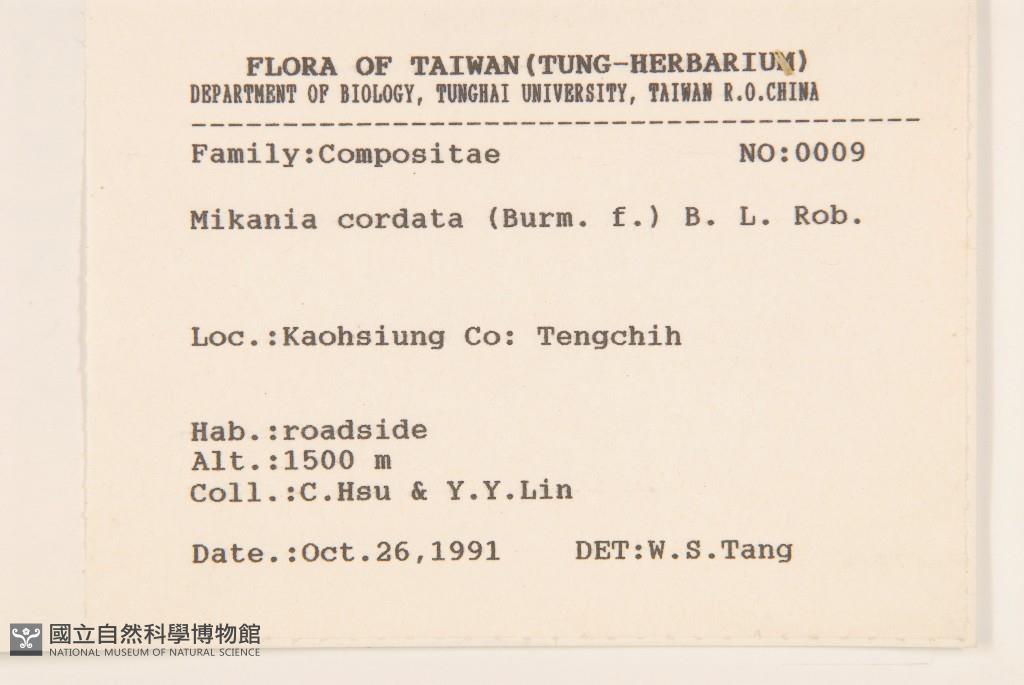 FLORA OF TAIWAN(TUNG-HERBARIUM)
DEPARTMENT OF BIOLOGY, TUNGHAI UNIVERSITY, TAIWAN R.O.CHINA
----------------------------------------
Family:Compositae NO:0009
Mikania cordata (Burm. f.) B. L. Rob.
Loc.:Kaohsiung Co: Tengchih
Hab.:roadside
Alt.:1500 m
Coll.:C.Hsu & Y.Y.Lin
Date.:Oct.26,1991 DET:W.S.Tang
國立自然科學博物館
NATIONAL MUSEUM OF NATURAL SCIENCE